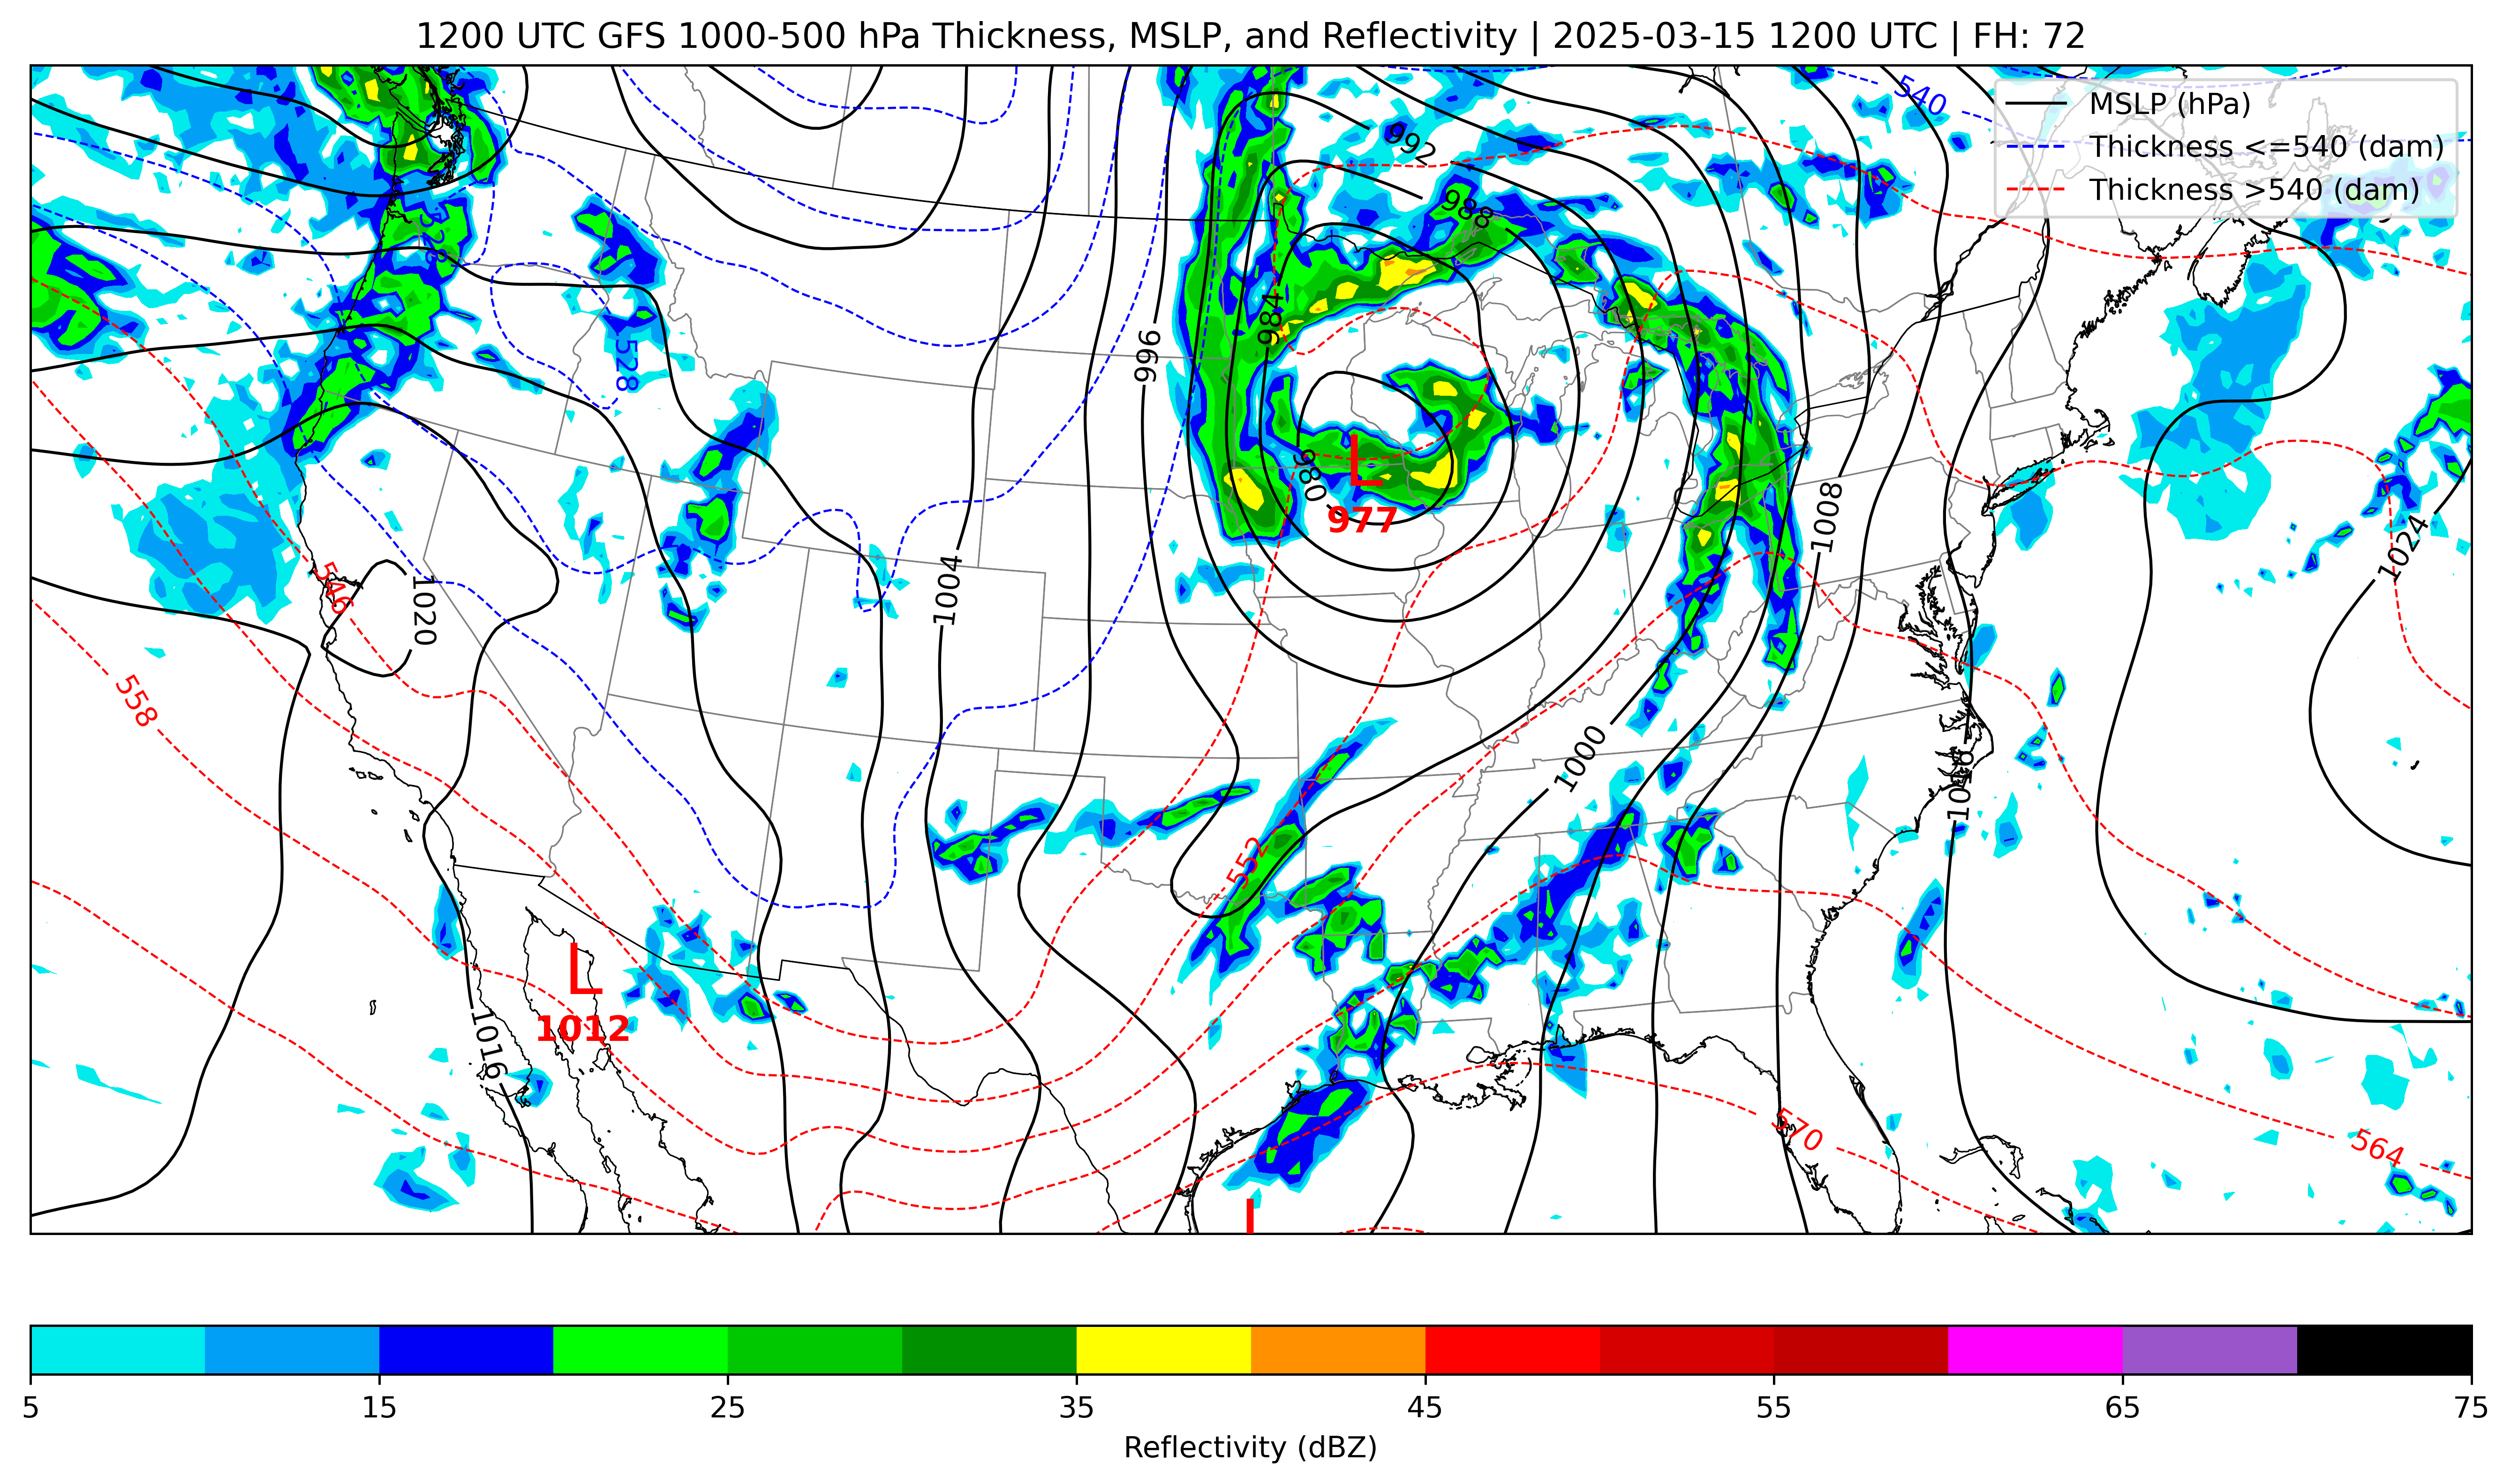 1200 UTC GFS 1000-500 hPa Thickness, MSLP, and Reflectivity | 2025-03-15 1200 UTC | FH: 72
MSLP (hPa)
Thickness <=540 (dam)
Thickness >540 (dam)
540
992
988
528
984
996
528
980
L
977
1008
1024
546
1020
1004
558
1000
1016
552
L
1012
1016
570
564
L
5 15 25 35 45 55 65 75
Reflectivity (dBZ)